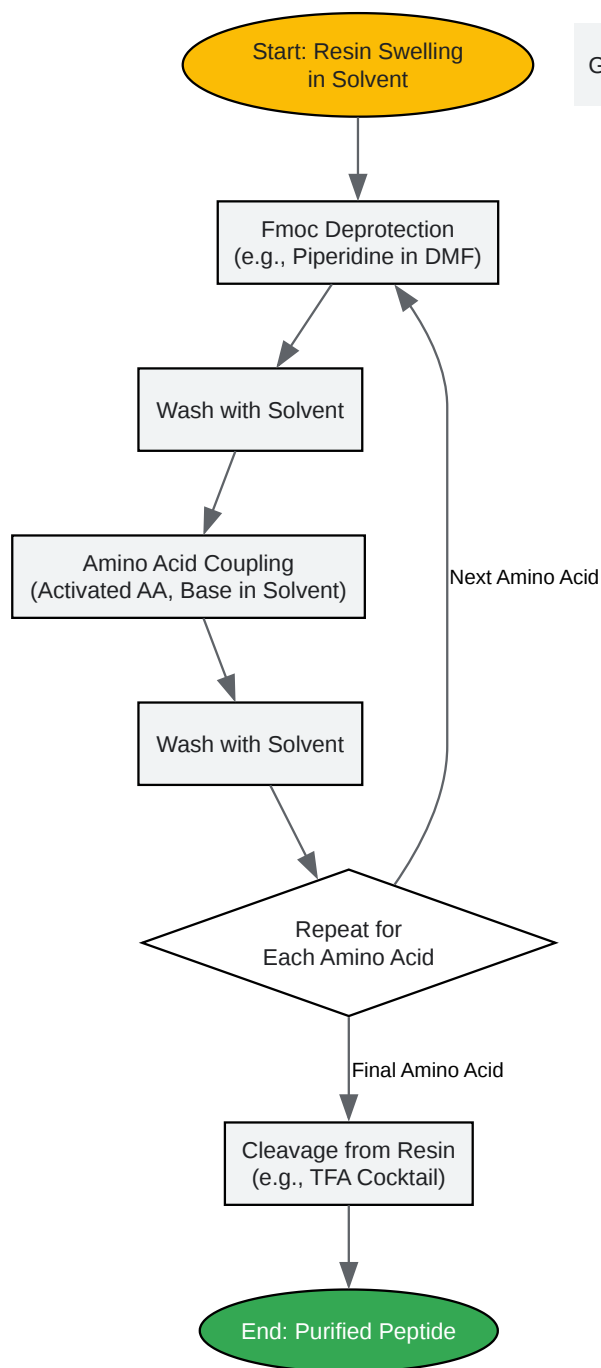 Start: Resin Swelling
in Solvent
G
Fmoc Deprotection
(e.g., Piperidine in DMF)
Wash with Solvent
Amino Acid Coupling
(Activated AA, Base in Solvent)
Next Amino Acid
Wash with Solvent
Repeat for
Each Amino Acid
Final Amino Acid
Cleavage from Resin
(e.g., TFA Cocktail)
End: Purified Peptide